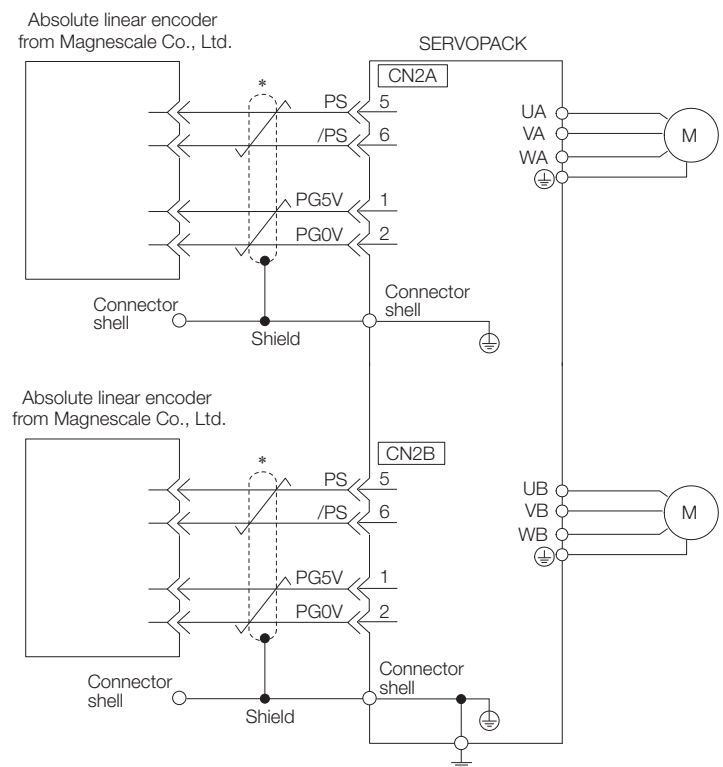 Absolute linear encoder
from Magnescale Co., Ltd.
SERVOPACK
*
CN2A
PS 5
/PS 6
PG5V 1
PG0V 2
UA
VA
WA
M
Connector
shell
Shield
Connector
shell
Absolute linear encoder
from Magnescale Co., Ltd.
*
CN2B
PS 5
/PS 6
PG5V 1
PG0V 2
UB
VB
WB
M
Connector
shell
Shield
Connector
shell